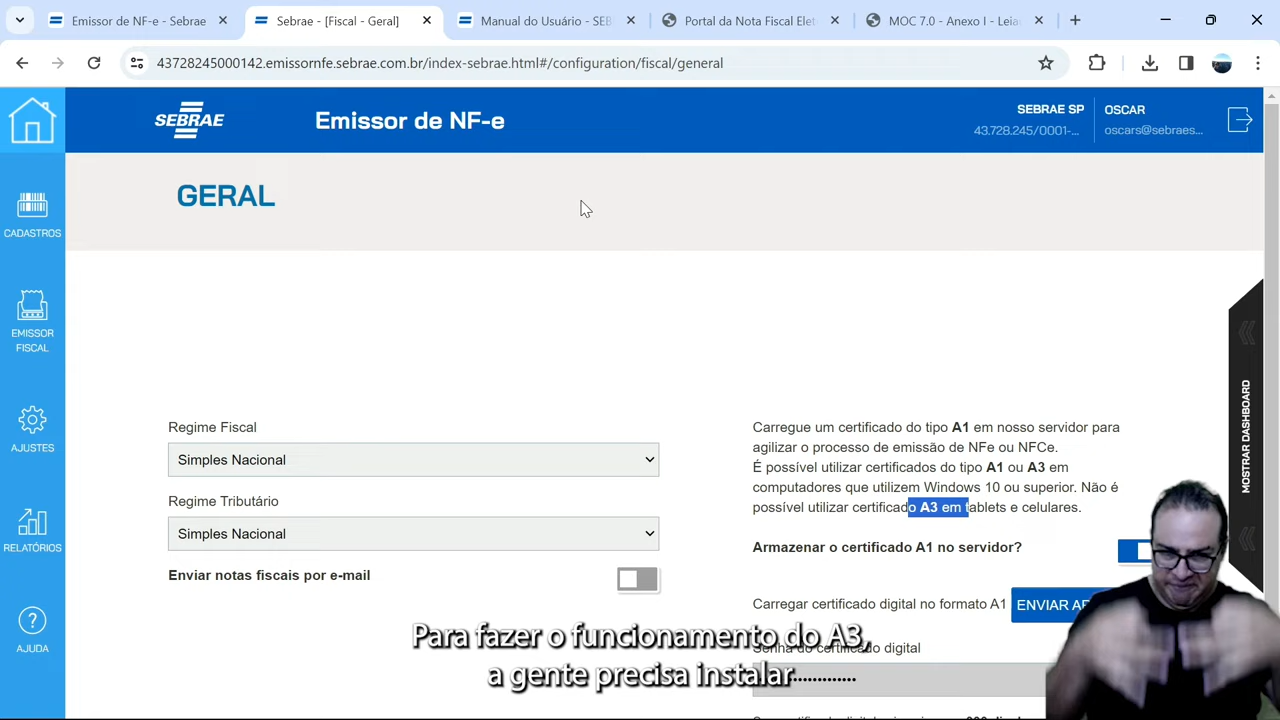 Emissor de NF-e - Sebrae
Sebrae - [Fiscal - Geral]
Manual do Usuário - SEB
Portal da Nota Fiscal Elet
MOC 7.0 - Anexo I - Leia
43728245000142.emissornfe.sebrae.com.br/index-sebrae.html#/configuration/fiscal/general
SEBRAE
Emissor de NF-e
SEBRAE SP
43.728.245/0001-...
OSCAR
oscars@sebraes...
GERAL
CADASTROS
EMISSOR
FISCAL
AJUSTES
RELATÓRIOS
AJUDA
Regime Fiscal
Simples Nacional
Regime Tributário
Simples Nacional
Enviar notas fiscais por e-mail
Carregue um certificado do tipo A1 em nosso servidor para
agilizar o processo de emissão de NFe ou NFCe.
É possível utilizar certificados do tipo A1 ou A3 em
computadores que utilizem Windows 10 ou superior. Não é
possível utilizar certificado A3 em tablets e celulares.
Armazenar o certificado A1 no servidor?
Carregar certificado digital no formato A1
ENVIAR AR
Senha do certificado digital
MOSTRAR DASHBOARD
Para fazer o funcionamento do A3,
a gente precisa instalar